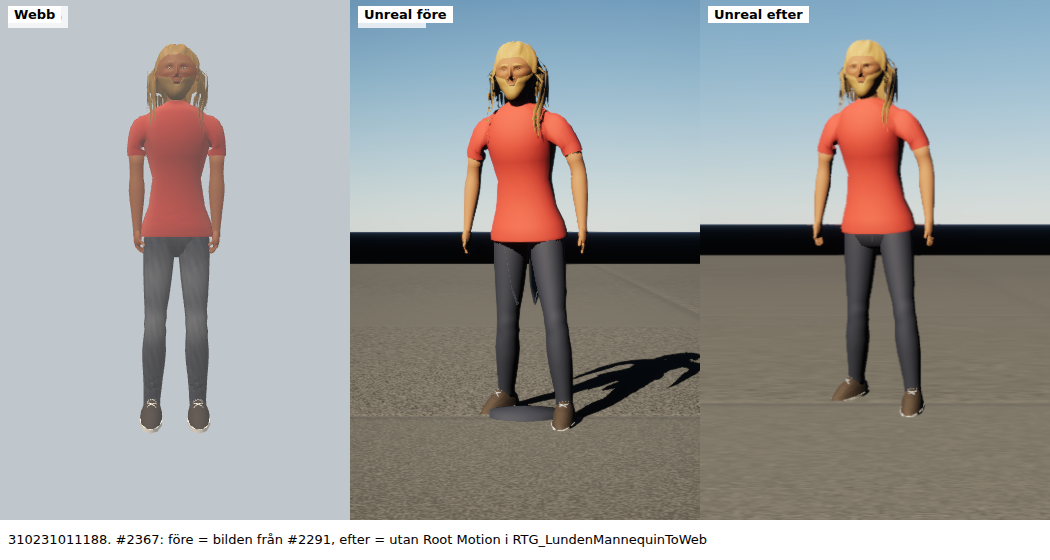 Webb
Unreal före
Unreal efter
310231011188. #2367: före = bilden från #2291, efter = utan Root Motion i RTG_LundenMannequinToWeb